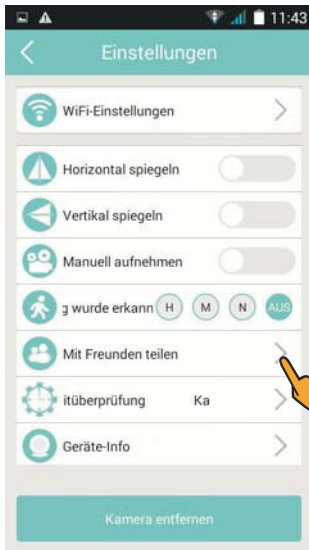 11:43
Einstellungen
WiFi-Einstellungen
Horizontal spiegeln
Vertikal spiegeln
Manuell aufnehmen
g wurde erkann H M N AUS
Mit Freunden teilen
itüberprüfung Ka
Geräte-Info
Kamera entfernen